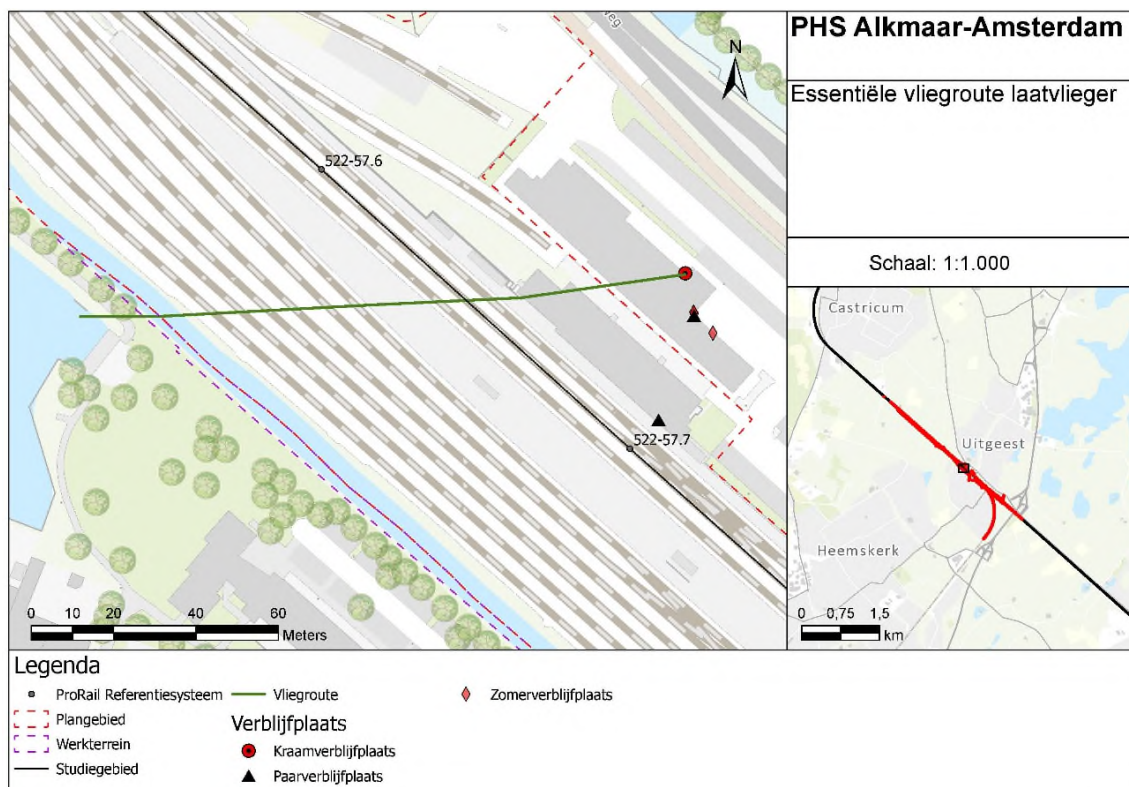 PHS Alkmaar-Amsterdam
Essentiële vliegroute laatvlieger
Schaal: 1:1.000
N
522-57.6
522-57.7
0 10 20 40 60
Meters
Castricum
Uitgeest
Heemskerk
0 0,75 1,5
km
Legenda
ProRail Referentiesysteem
Plangebied
Werkterrein
Studiegebied
Vliegroute
Verblijfplaats
Kraamverblijfplaats
Paarverblijfplaats
Zomerverblijfplaats